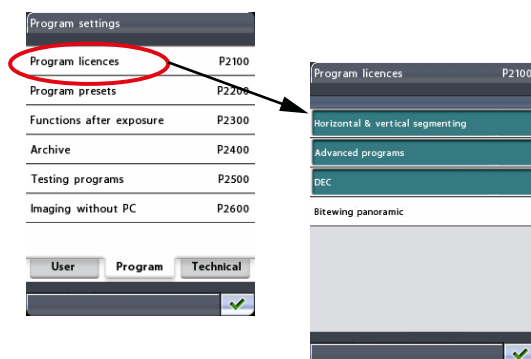 Program settings
Program licences P2100
Program presets P2200
Functions after exposure P2300
Archive P2400
Testing programs P2500
Imaging without PC P2600
User Program Technical
Program licences P2100
Horizontal & vertical segmenting
Advanced programs
DEC
Bitewing panoramic